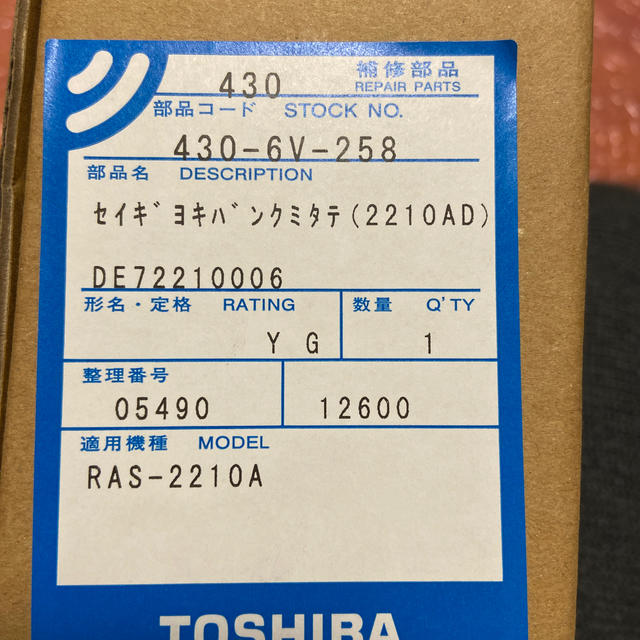 430 補修部品
REPAIR PARTS
部品コード STOCK NO.
430-6V-258
部品名 DESCRIPTION
セイギョキバンクミタテ(2210AD)
DE72210006
形名・定格 RATING 数量 Q'TY
Y G 1
整理番号
05490 12600
適用機種 MODEL
RAS-2210A
TOSHIBA